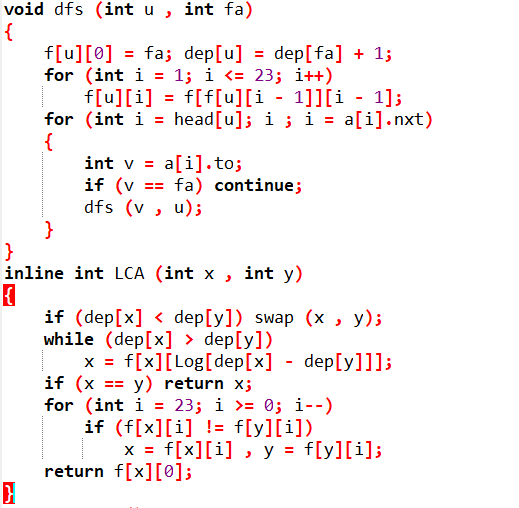 void dfs (int u , int fa)
{
    f[u][0] = fa; dep[u] = dep[fa] + 1;
    for (int i = 1; i <= 23; i++)
        f[u][i] = f[f[u][i - 1]][i - 1];
    for (int i = head[u]; i ; i = a[i].nxt)
    {
        int v = a[i].to;
        if (v == fa) continue;
        dfs (v , u);
    }
}
inline int LCA (int x , int y)
{
    if (dep[x] < dep[y]) swap (x , y);
    while (dep[x] > dep[y])
        x = f[x][Log[dep[x] - dep[y]]];
    if (x == y) return x;
    for (int i = 23; i >= 0; i--)
        if (f[x][i] != f[y][i])
            x = f[x][i] , y = f[y][i];
    return f[x][0];
}